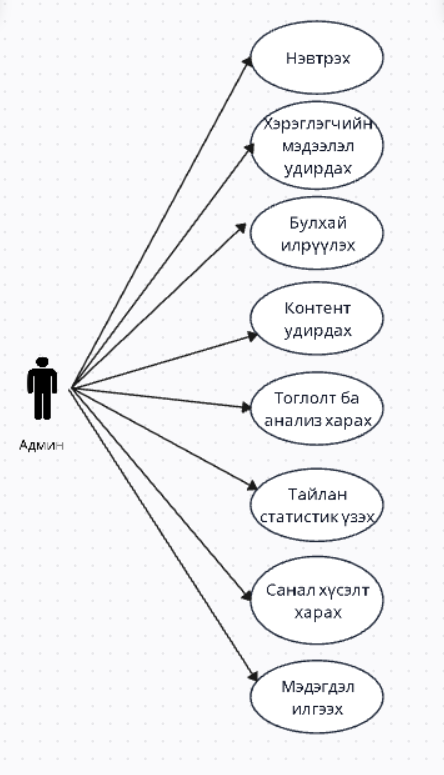 Нэвтрэх
Хэрэглэгчийн
мэдээлэл
удирдах
Булхай
илрүүлэх
Контент
удирдах
Тоглолт ба
анализ харах
Админ
Тайлан
статистик үзэх
Санал хүсэлт
харах
Мэдэгдэл
илгээх